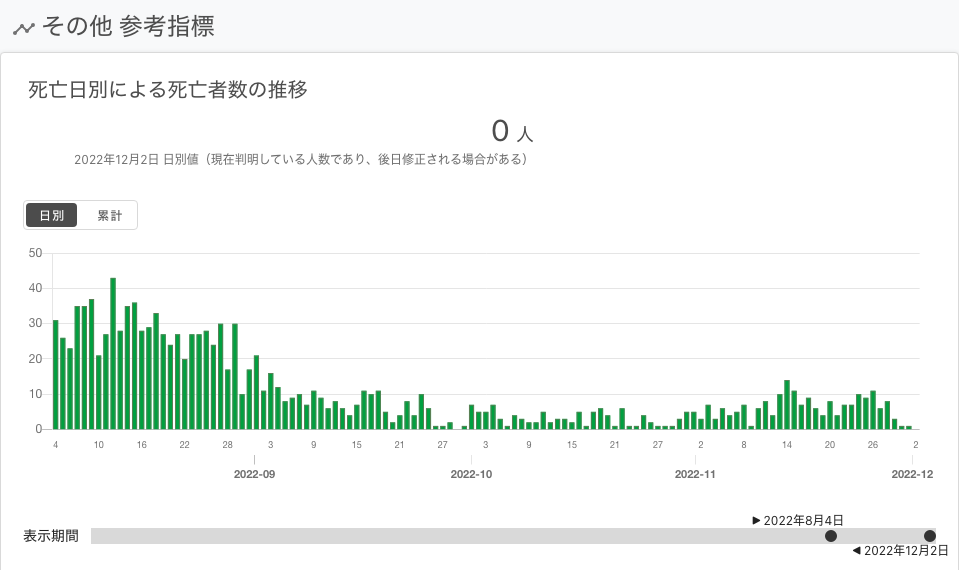 その他 参考指標
死亡日別による死亡者数の推移
0 人
2022年12月2日 日別値（現在判明している人数であり、後日修正される場合がある）
日別 累計
50
40
30
20
10
0
4 10 16 22 28 3 9 15 21 27 3 9 15 21 27 2 8 14 20 26 2
2022-09 2022-10 2022-11 2022-12
▶ 2022年8月4日
表示期間
◀ 2022年12月2日